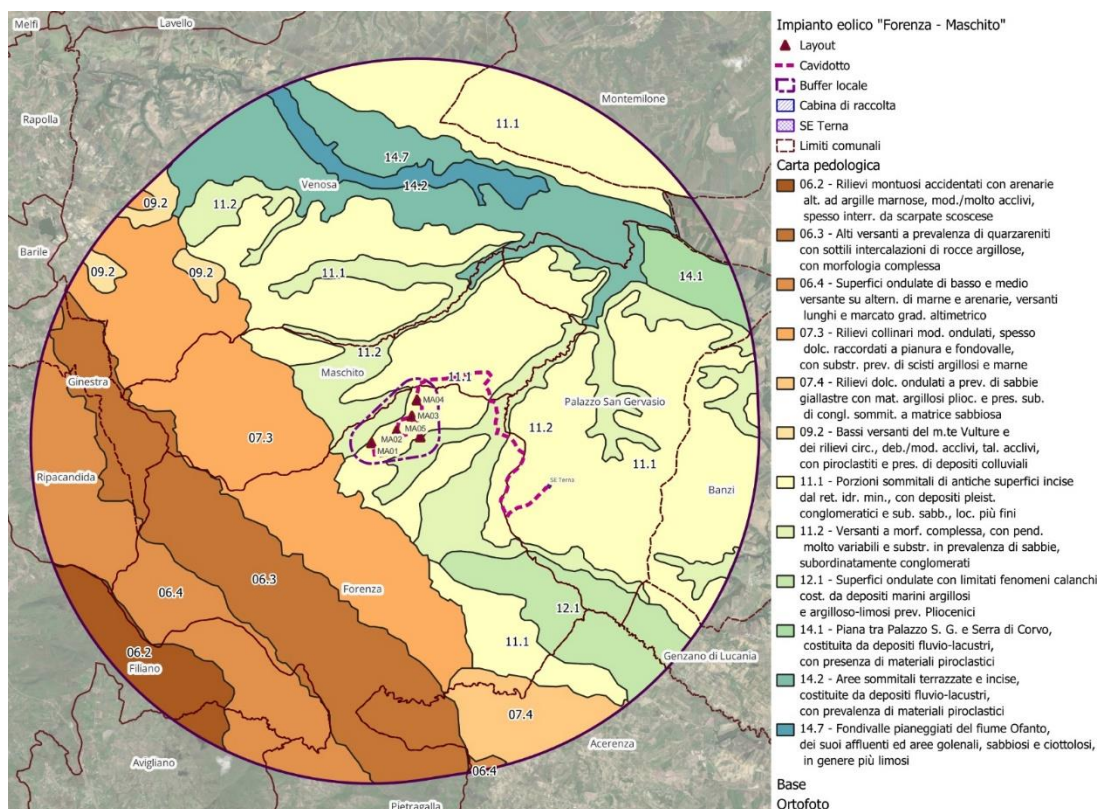 Melfi
Lavello
Rapolla
Montemilone
11.1
14.7
Venosa
14.2
09.2
11.2
Barile
09.2
09.2
11.1
14.1
11.2
Maschito
Ginestra
11.1
MA04
Palazzo San Gervasio
MA03
07.3
MA02
MA05
11.2
MA01
11.1
Ripacandida
SE Terna
Banzi
06.3
Forenza
06.4
12.1
06.2
11.1
Filiano
Genzano di Lucania
07.4
Acerenza
Avigliano
06.4
Pietragalla
Impianto eolico "Forenza - Maschito"
Layout
Cavidotto
Buffer locale
Cabina di raccolta
SE Terna
Limiti comunali
Carta pedologica
06.2 - Rilievi montuosi accidentati con arenarie
alt. ad argille marnose, mod./molto acclivi,
spesso interr. da scarpate scoscese
06.3 - Alti versanti a prevalenza di quarzareniti
con sottili intercalazioni di rocce argillose,
con morfologia complessa
06.4 - Superfici ondulate di basso e medio
versante su altern. di marne e arenarie, versanti
lunghi e marcato grad. altimetrico
07.3 - Rilievi collinari mod. ondulati, spesso
dolc. raccordati a pianura e fondovalle,
con substr. prev. di scisti argillosi e marne
07.4 - Rilievi dolc. ondulati a prev. di sabbie
giallastre con mat. argillosi plioc. e pres. sub.
di congl. sommit. a matrice sabbiosa
09.2 - Bassi versanti del m.te Vulture e
dei rilievi circ., deb./mod. acclivi, tal. acclivi,
con piroclastiti e pres. di depositi colluviali
11.1 - Porzioni sommitali di antiche superfici incise
dal ret. idr. min., con depositi pleist.
conglomeratici e sub. sabb., loc. più fini
11.2 - Versanti a morf. complessa, con pend.
molto variabili e substr. in prevalenza di sabbie,
subordinatamente conglomerati
12.1 - Superfici ondulate con limitati fenomeni calanchi
cost. da depositi marini argillosi
e argilloso-limosi prev. Pliocenici
14.1 - Piana tra Palazzo S. G. e Serra di Corvo,
costituita da depositi fluvio-lacustri,
con presenza di materiali piroclastici
14.2 - Aree sommitali terrazzate e incise,
costituite da depositi fluvio-lacustri,
con prevalenza di materiali piroclastici
14.7 - Fondivalle pianeggiati del fiume Ofanto,
dei suoi affluenti ed aree golenali, sabbiosi e ciottolosi,
in genere più limosi
Base
Ortofoto